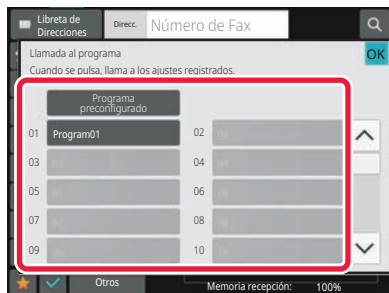 Libreta de
Direcciones
Direcc.
Número de Fax
Llamada al programa
OK
Cuando se pulsa, llama a los ajustes registrados.
Programa
preconfigurado
01 Program01
02
03
04
05
06
07
08
09
10
Otros
Memoria recepción: 100%